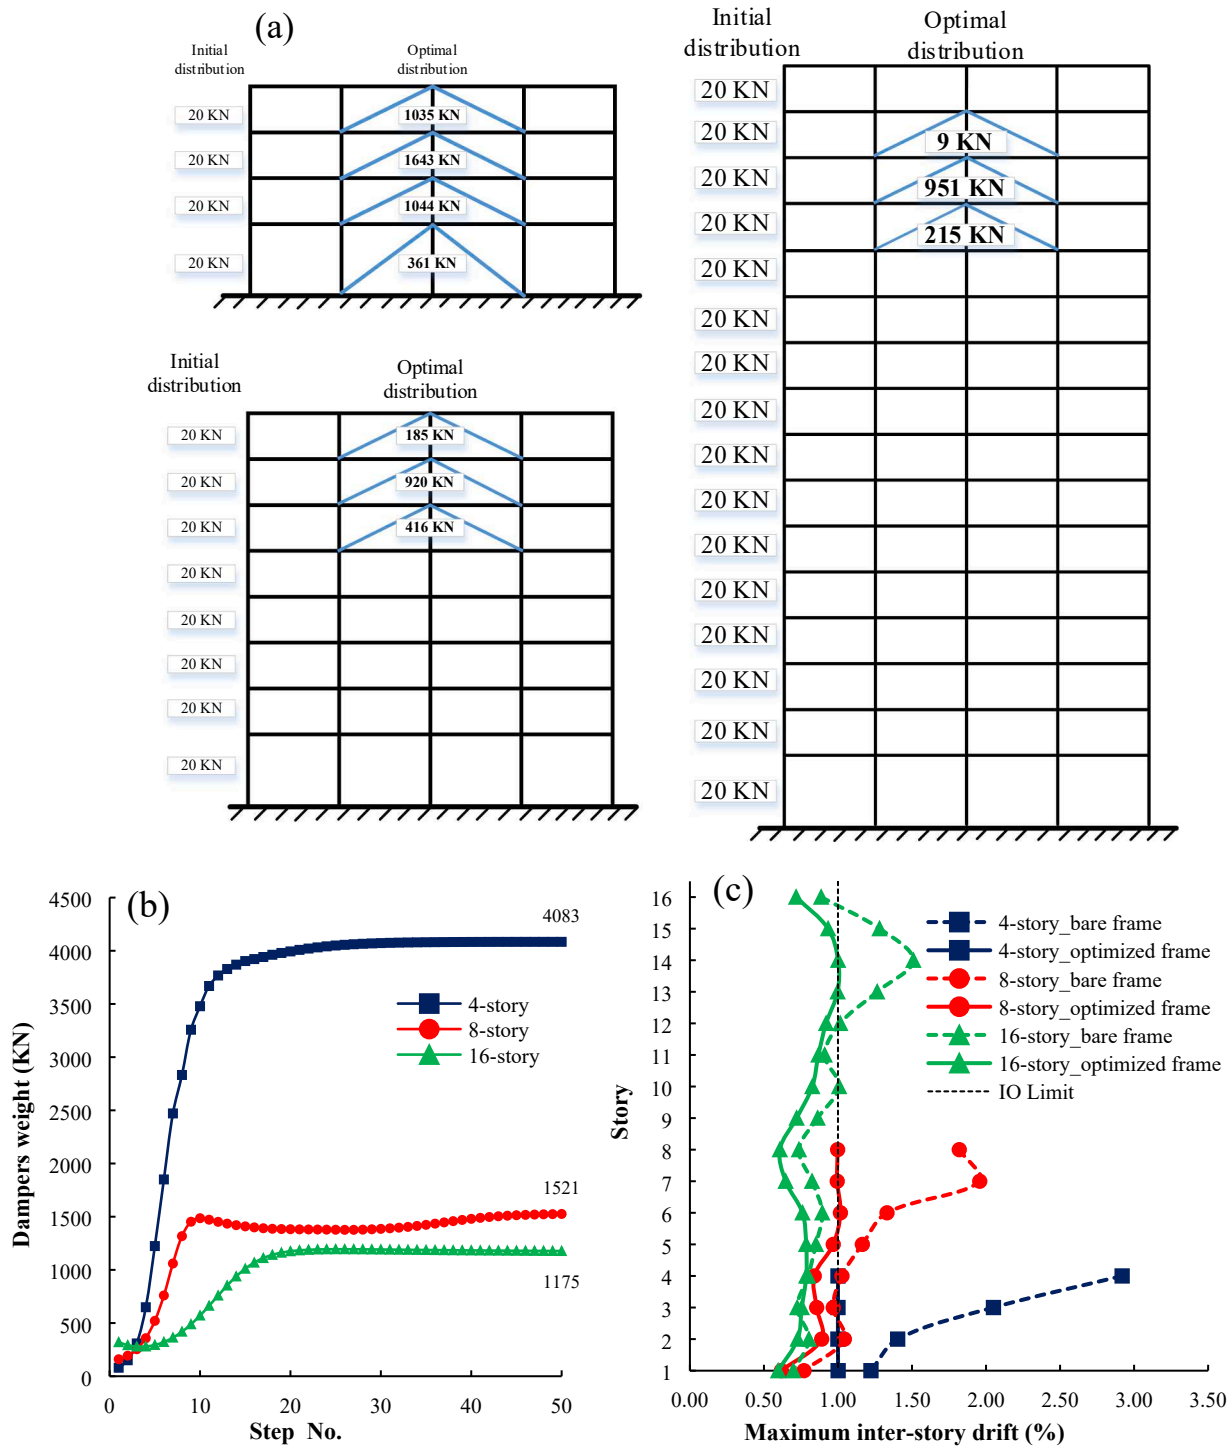 (a)
Initial
distribution
Optimal
distribution
20 KN
1035 KN
20 KN
1643 KN
20 KN
1044 KN
20 KN
361 KN
Initial
distribution
Optimal
distribution
20 KN
185 KN
20 KN
920 KN
20 KN
416 KN
20 KN
20 KN
20 KN
20 KN
20 KN
Initial
distribution
Optimal
distribution
20 KN
20 KN
9 KN
20 KN
951 KN
20 KN
215 KN
20 KN
20 KN
20 KN
20 KN
20 KN
20 KN
20 KN
20 KN
20 KN
20 KN
20 KN
20 KN
(b)
Dampers weight (KN)
4500
4000
3500
3000
2500
2000
1500
1000
500
0
4083
4-story
8-story
16-story
1521
1175
0
10
20
30
40
50
Step No.
(c)
Story
16
15
14
13
12
11
10
9
8
7
6
5
4
3
2
1
4-story_bare frame
4-story_optimized frame
8-story_bare frame
8-story_optimized frame
16-story_bare frame
16-story_optimized frame
IO Limit
0.00
0.50
1.00
1.50
2.00
2.50
3.00
3.50
Maximum inter-story drift (%)